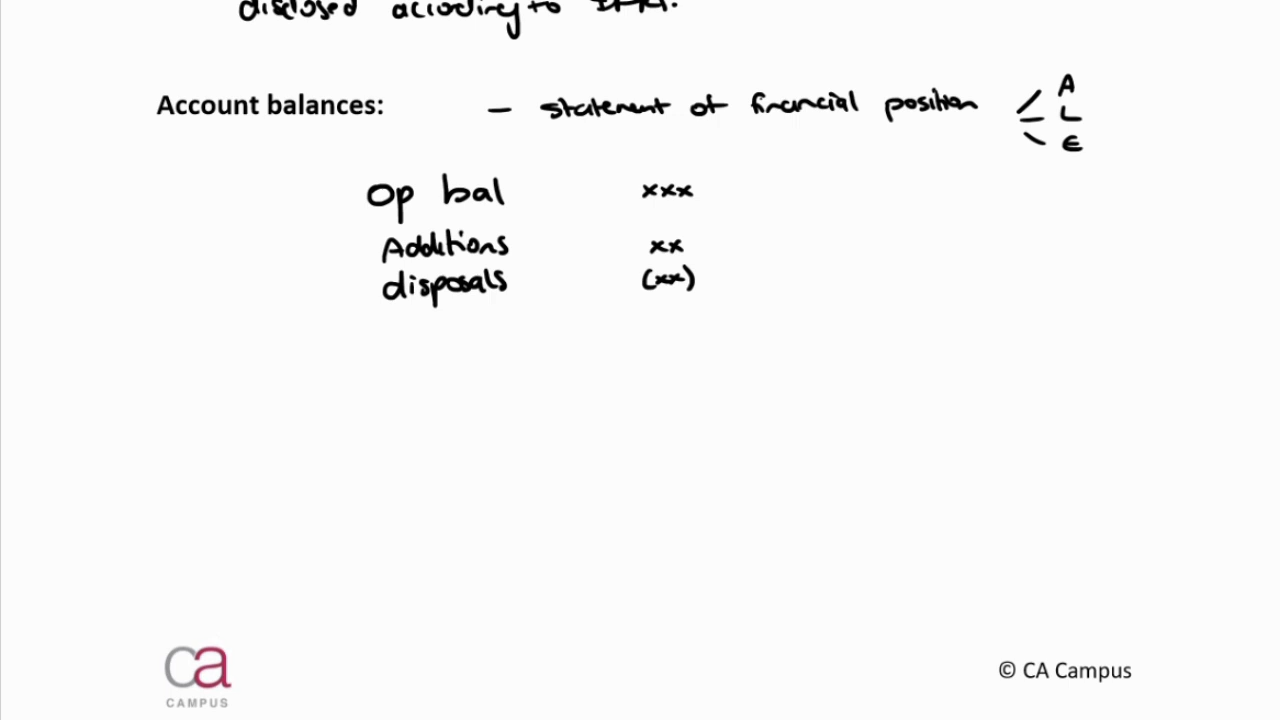 disclosed according to
Account balances: – statement of financial position
A
L
E
Op bal xxx
Additions xx
disposals (xx)
ca
CAMPUS
© CA Campus